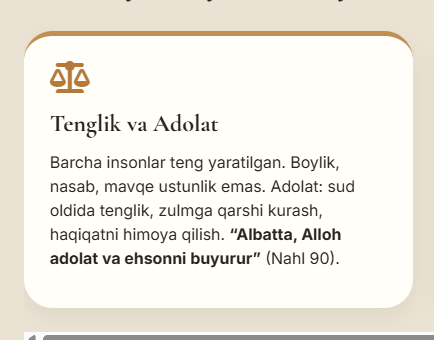 Tenglik va Adolat
Barcha insonlar teng yaratilgan. Boylik,
nasab, mavqe ustunlik emas. Adolat: sud
oldida tenglik, zulmga qarshi kurash,
haqiqatni himoya qilish. “Albatta, Alloh
adolat va ehsonni buyurur” (Nahl 90).